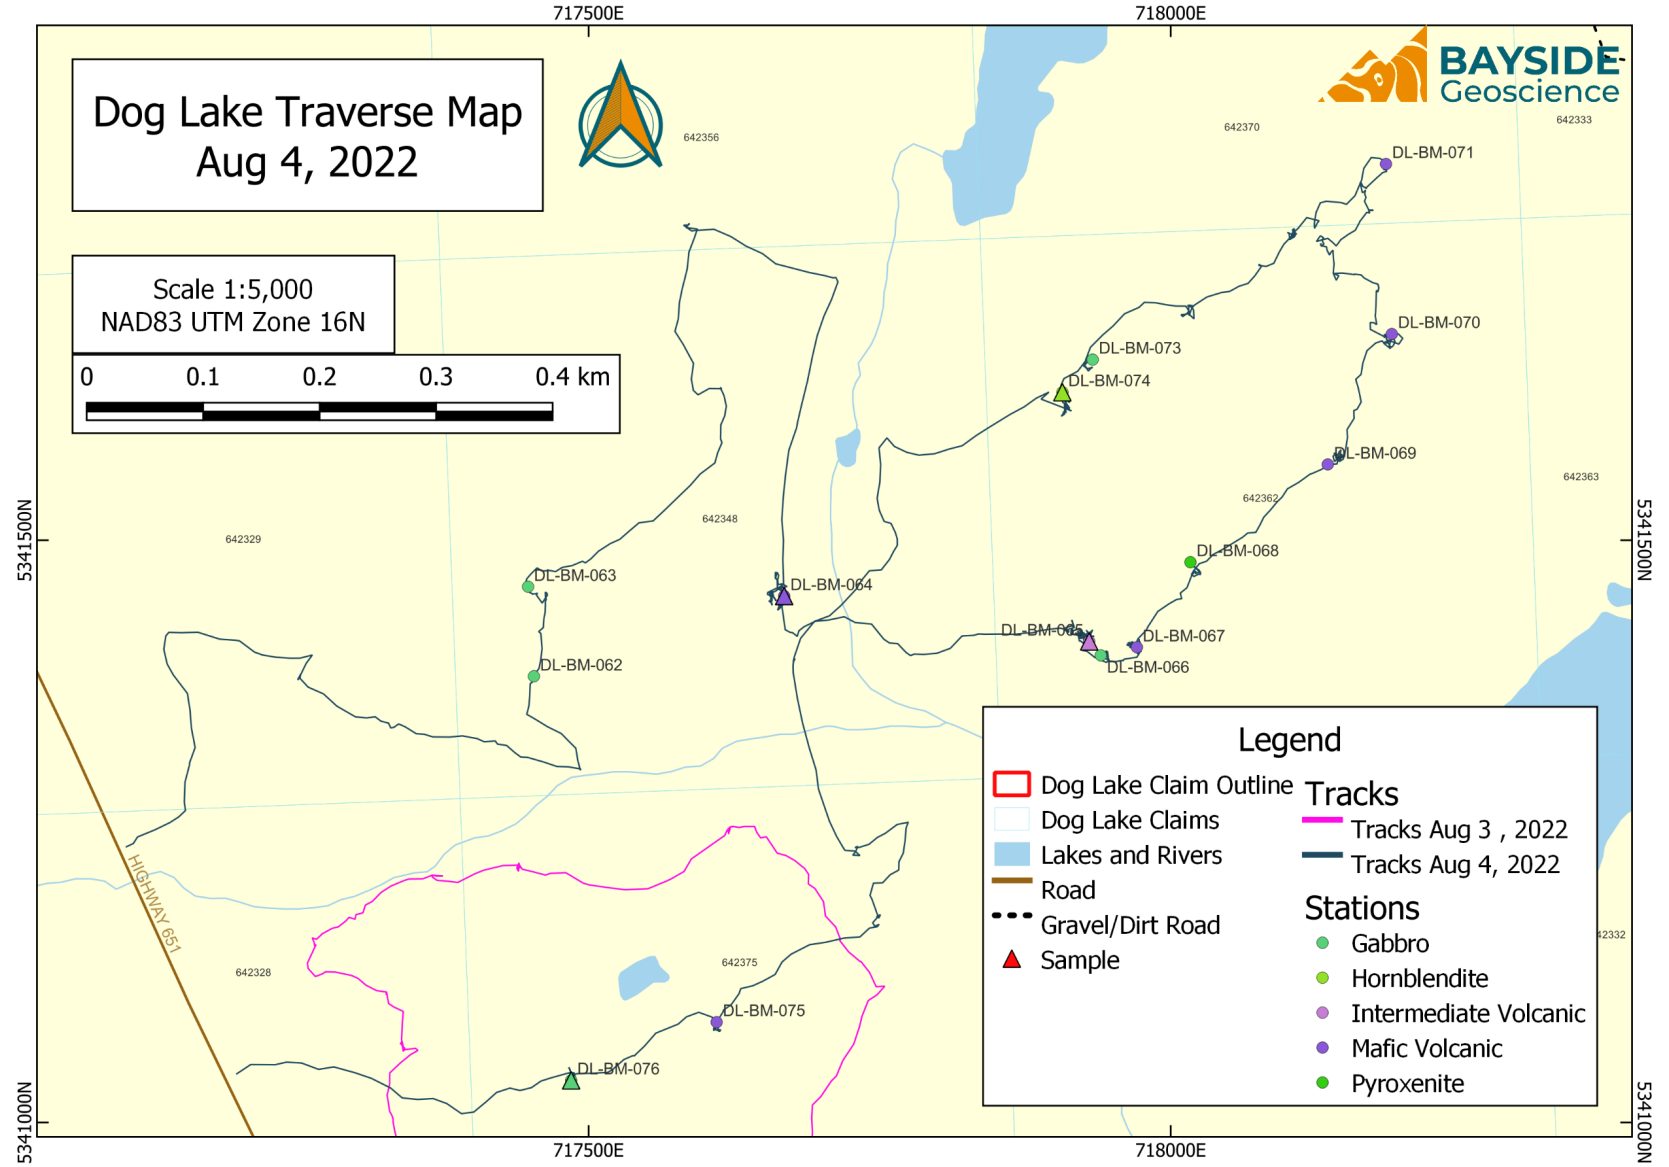 717500E
718000E
Dog Lake Traverse Map
Aug 4, 2022
BAYSIDE
Geoscience
642356
642370
642333
DL-BM-071
Scale 1:5,000
NAD83 UTM Zone 16N
0 0.1 0.2 0.3 0.4 km
DL-BM-070
DL-BM-073
DL-BM-074
DL-BM-069
642363
642362
642348
642329
5341500N
5341500N
DL-BM-068
DL-BM-063
DL-BM-064
DL-BM-065
DL-BM-067
DL-BM-066
DL-BM-062
HIGHWAY 651
642328
642375
42332
DL-BM-075
DL-BM-076
Legend
Dog Lake Claim Outline
Dog Lake Claims
Lakes and Rivers
Road
Gravel/Dirt Road
Sample
Tracks
Tracks Aug 3 , 2022
Tracks Aug 4, 2022
Stations
Gabbro
Hornblendite
Intermediate Volcanic
Mafic Volcanic
Pyroxenite
5341000N
5341000N
717500E
718000E